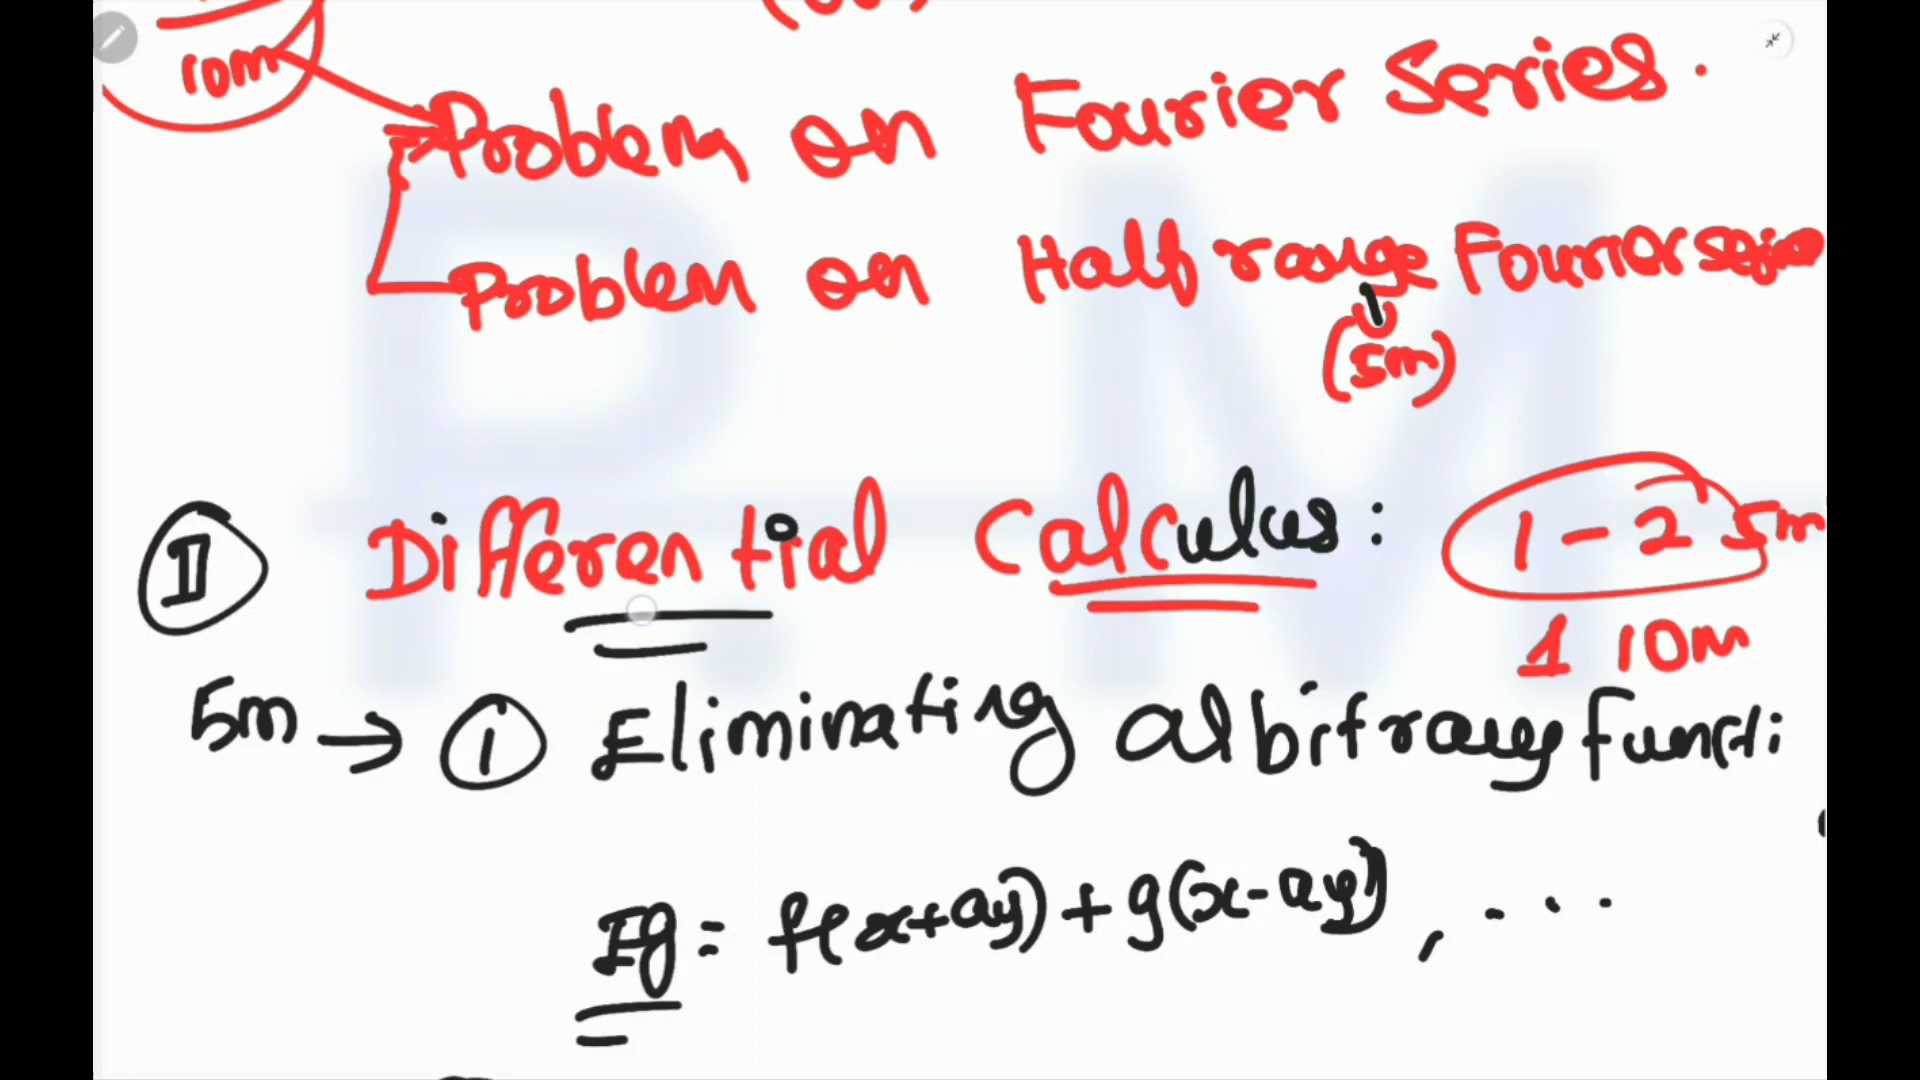 10m
Problem on Fourier Series.
Problem on Half range Fourier series
(5m)
II Differential Calculus: 1-2 5m
1 10m
5m → 1 Eliminating arbitrary functi
Eg = f(x+ay)+g(x-ay), ...